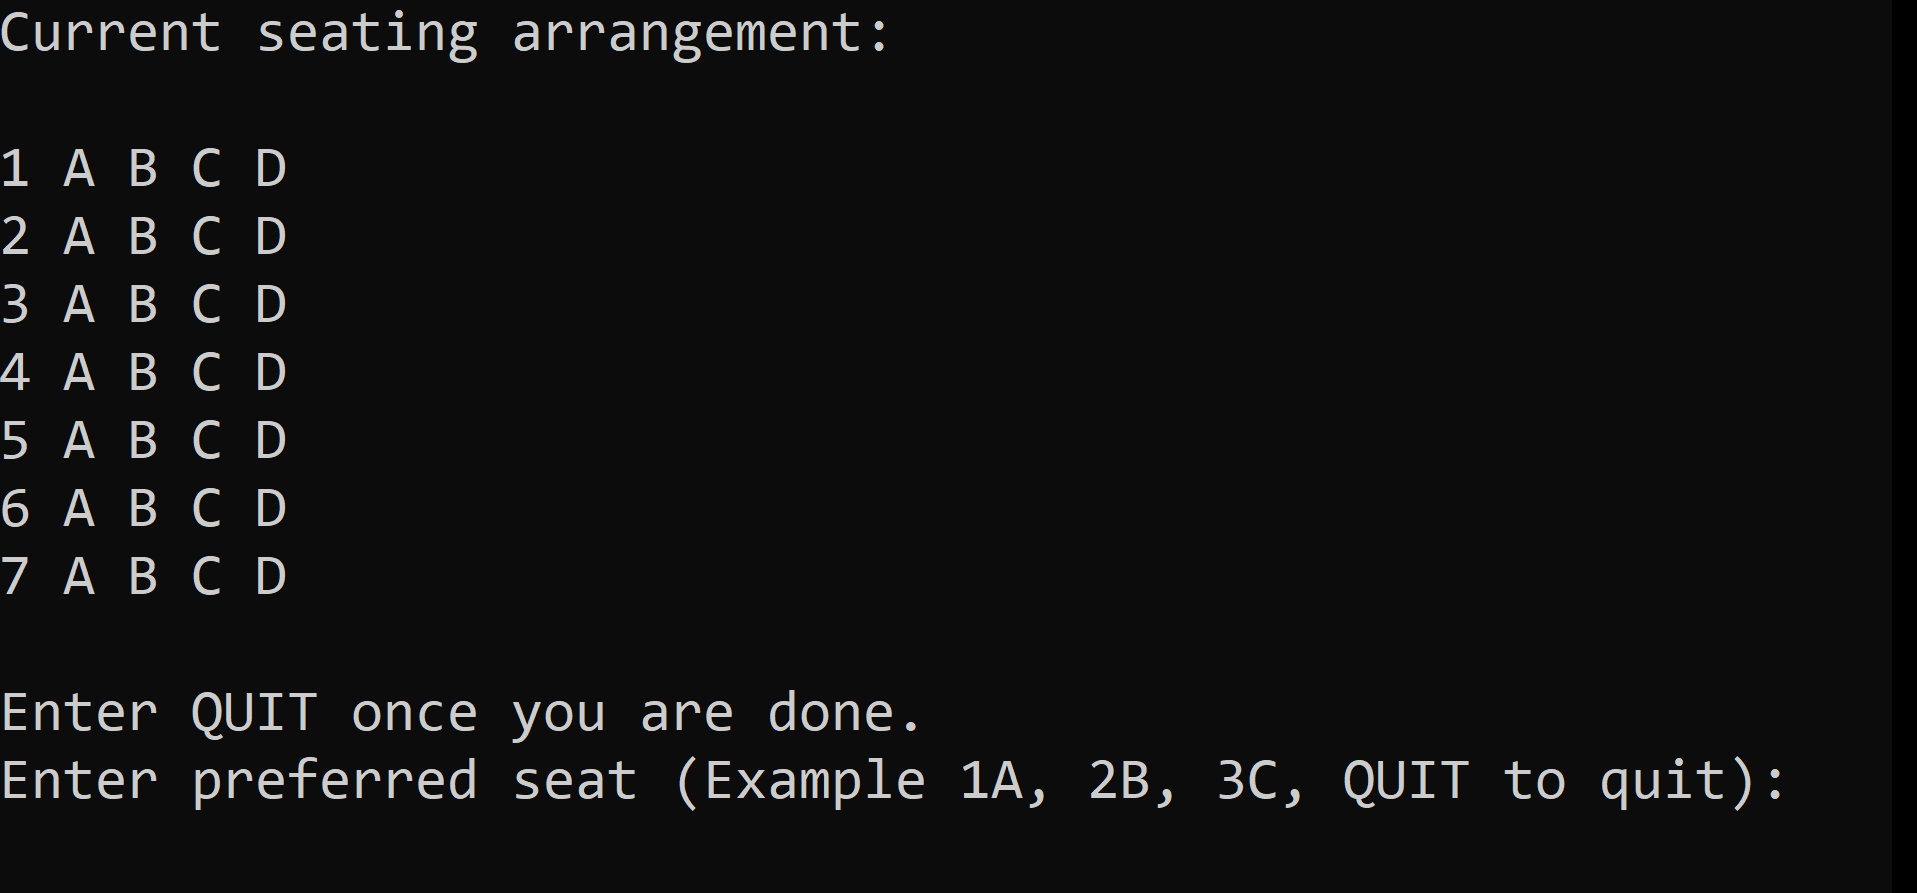 Current seating arrangement:
1 A B C D
2 A B C D
3 A B C D
4 A B C D
5 A B C D
6 A B C D
7 A B C D
Enter QUIT once you are done.
Enter preferred seat (Example 1A, 2B, 3C, QUIT to quit):